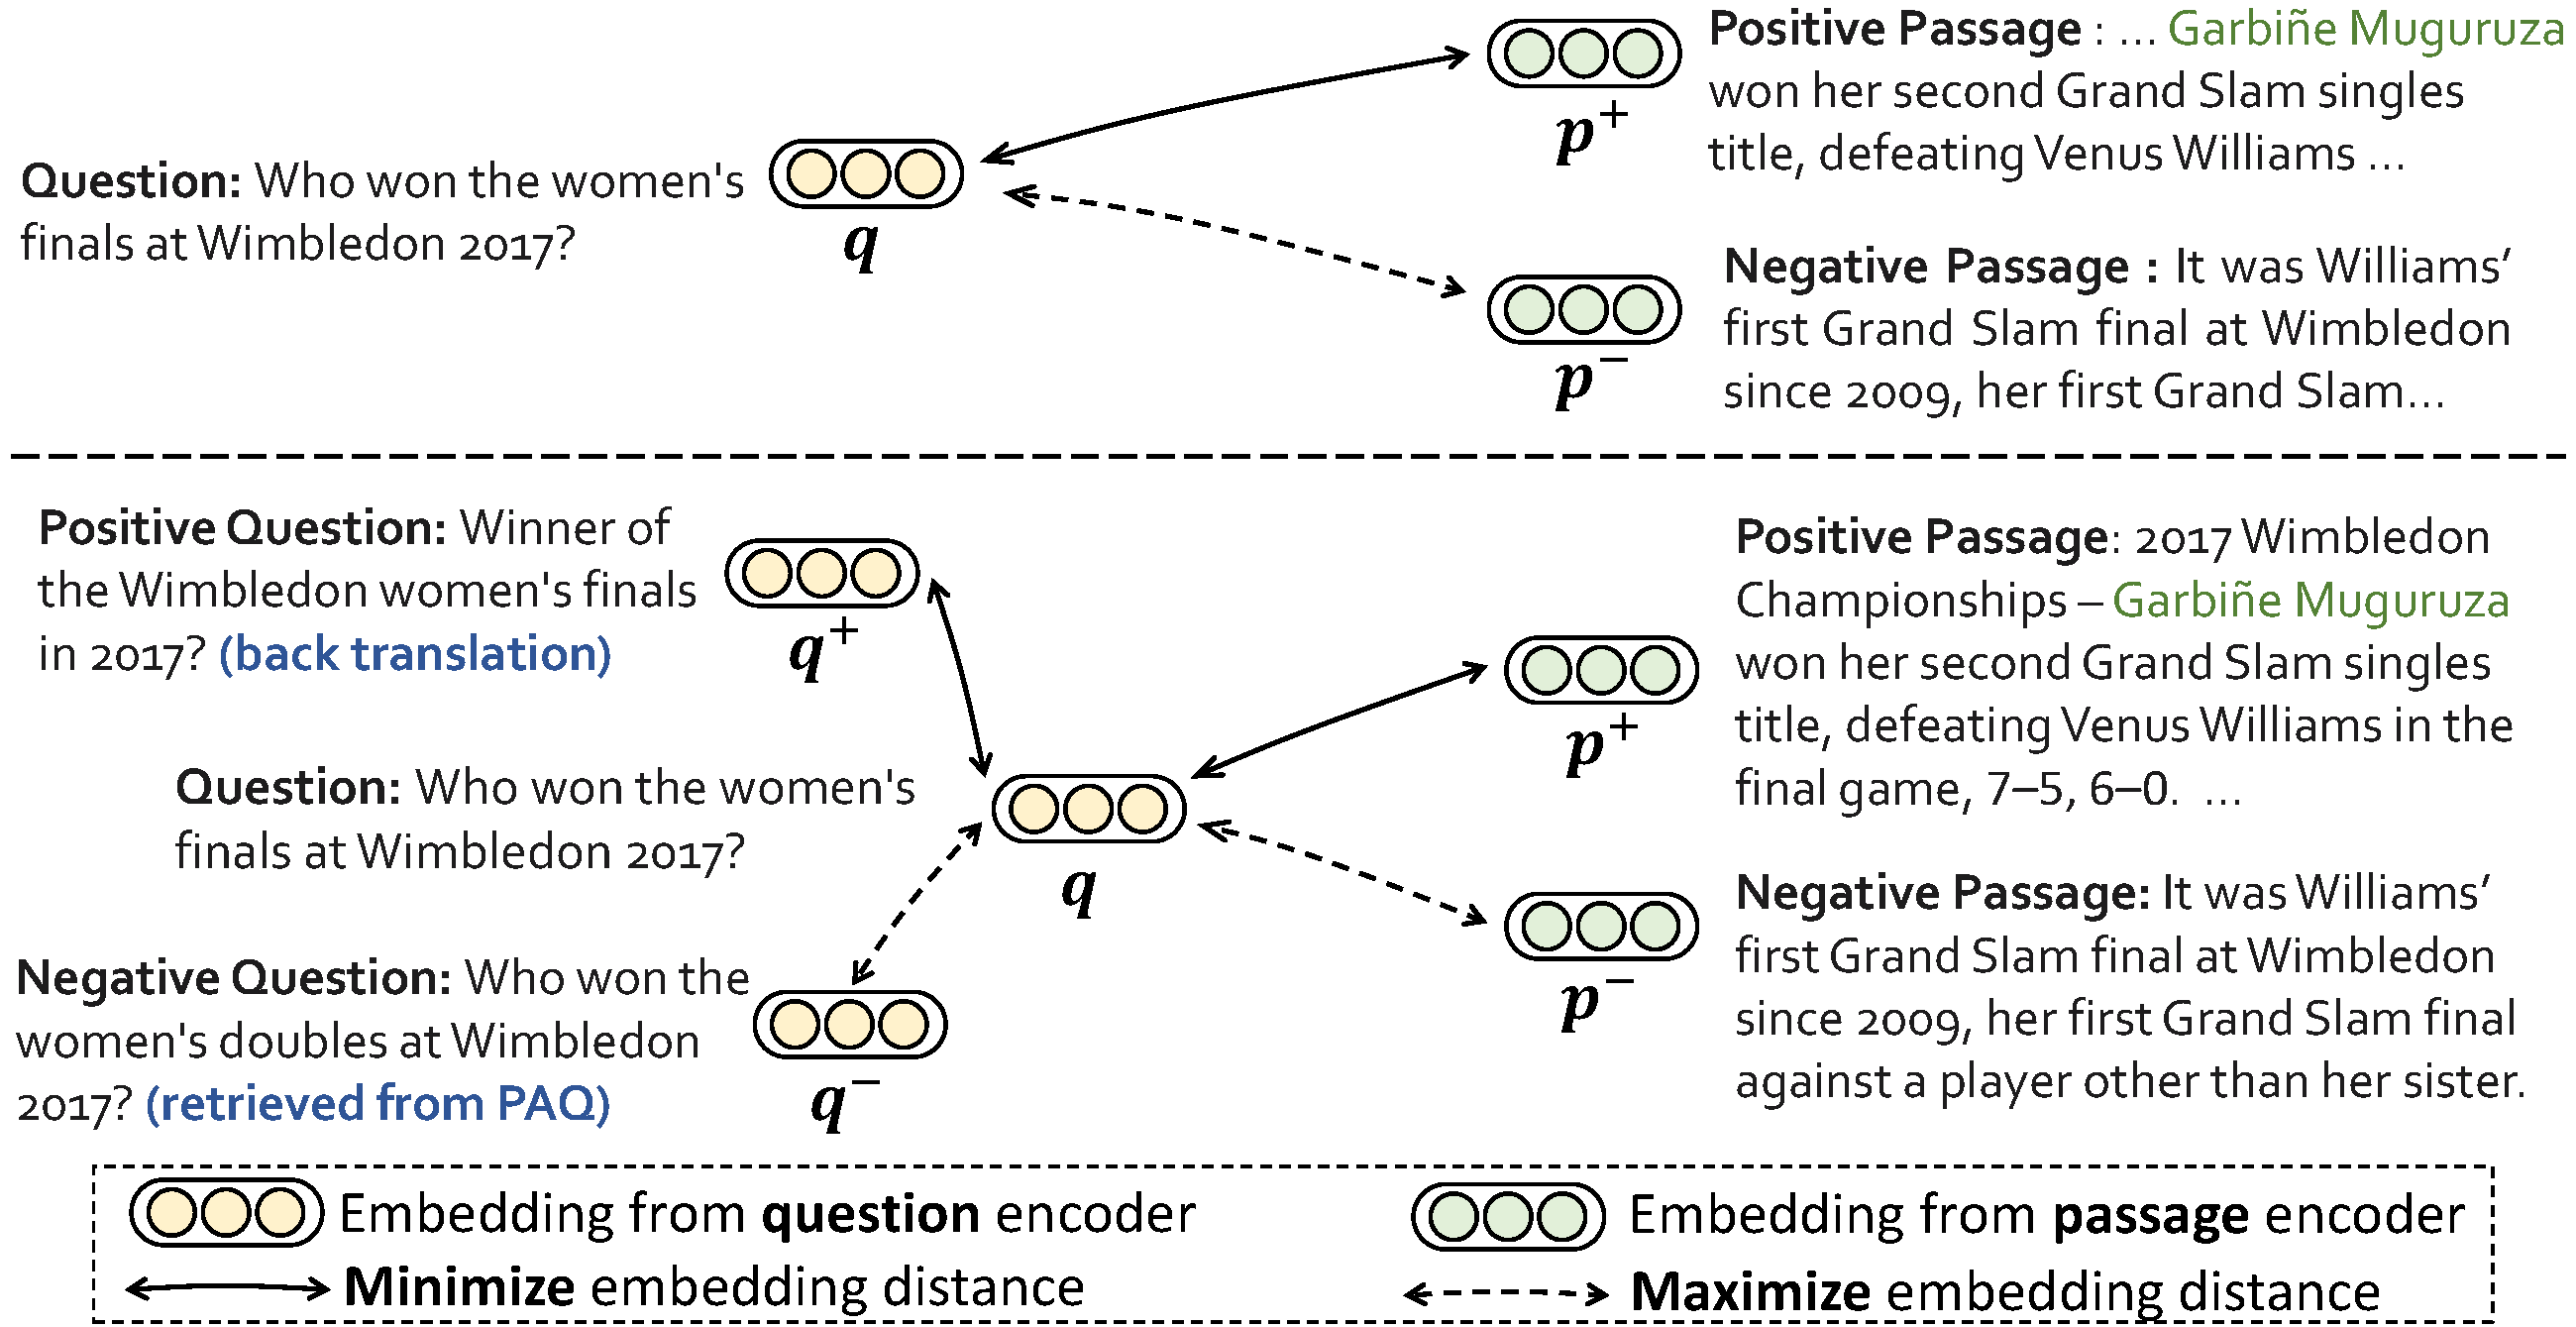 Question: Who won the women's
finals at Wimbledon 2017?
q
p+
Positive Passage : ... Garbiñe Muguruza
won her second Grand Slam singles
title, defeating Venus Williams ...
p−
Negative Passage : It was Williams’
first Grand Slam final at Wimbledon
since 2009, her first Grand Slam...
Positive Question: Winner of
the Wimbledon women's finals
in 2017? (back translation)
q+
Question: Who won the women's
finals at Wimbledon 2017?
q
Negative Question: Who won the
women's doubles at Wimbledon
2017? (retrieved from PAQ)
q−
p+
Positive Passage: 2017 Wimbledon
Championships – Garbiñe Muguruza
won her second Grand Slam singles
title, defeating Venus Williams in the
final game, 7–5, 6–0. ...
p−
Negative Passage: It was Williams’
first Grand Slam final at Wimbledon
since 2009, her first Grand Slam final
against a player other than her sister.
Embedding from question encoder
Embedding from passage encoder
Minimize embedding distance
Maximize embedding distance